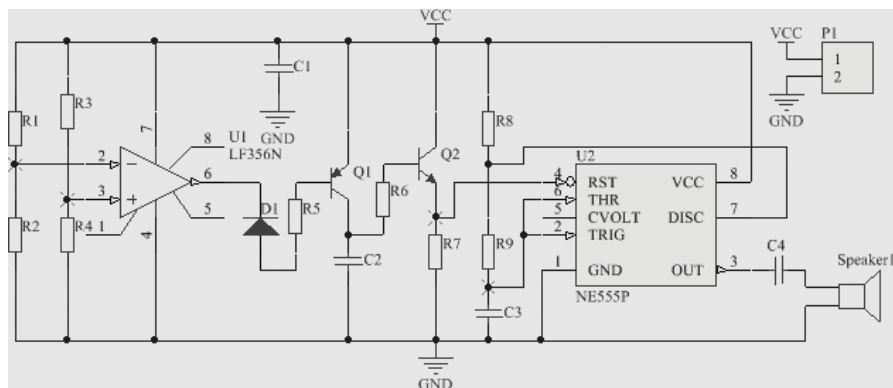 VCC
P1
VCC
1
2
GND
C1
GND
R1
R3
7
8
U1
LF356N
2
6
3
R2
R4
1
5
4
D1
R5
Q1
R6
Q2
C2
R7
R8
R9
C3
U2
4
RST
VCC
8
6
THR
5
CVOLT
DISC
7
2
TRIG
1
GND
OUT
3
NE555P
C4
Speaker1
GND